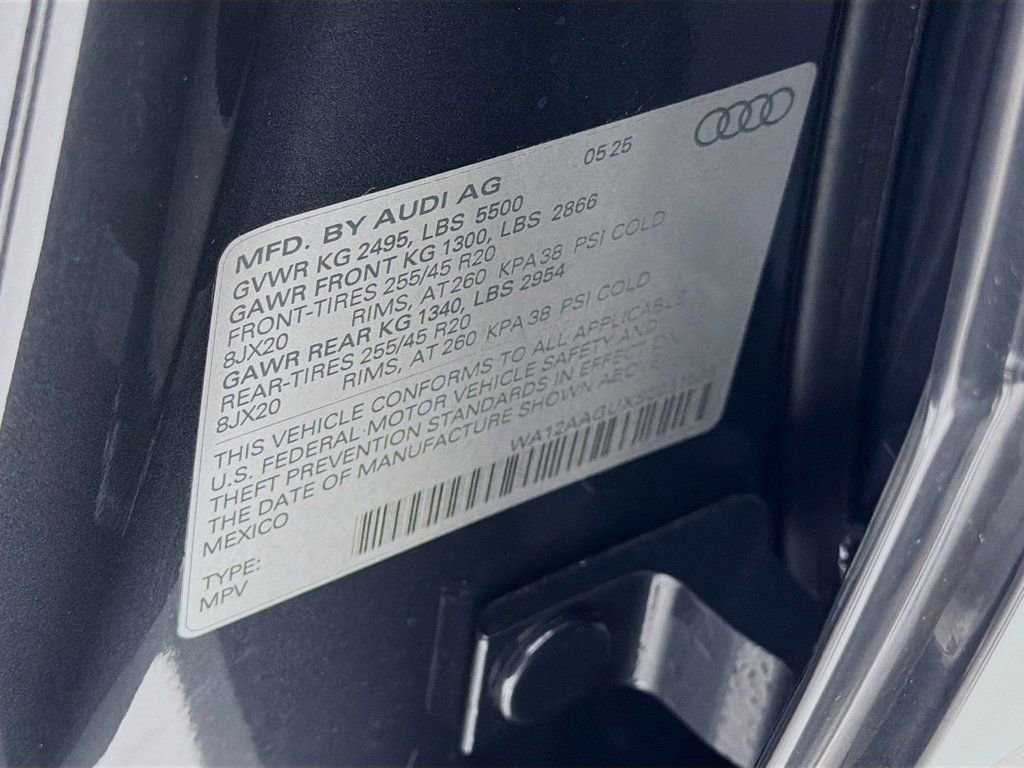 MFD. BY AUDI AG 05 25
GVWR KG 2495, LBS 5500
GAWR FRONT KG 1300, LBS 2866
FRONT-TIRES 255/45 R20
8JX20 RIMS, AT 260 KPA 38 PSI COLD
GAWR REAR KG 1340, LBS 2954
REAR-TIRES 255/45 R20
8JX20 RIMS, AT 260 KPA 38 PSI COLD
THIS VEHICLE CONFORMS TO ALL APPLICABLE
U.S. FEDERAL MOTOR VEHICLE SAFETY AND
THEFT PREVENTION STANDARDS IN EFFECT ON
THE DATE OF MANUFACTURE SHOWN ABOVE
MEXICO
TYPE:
MPV